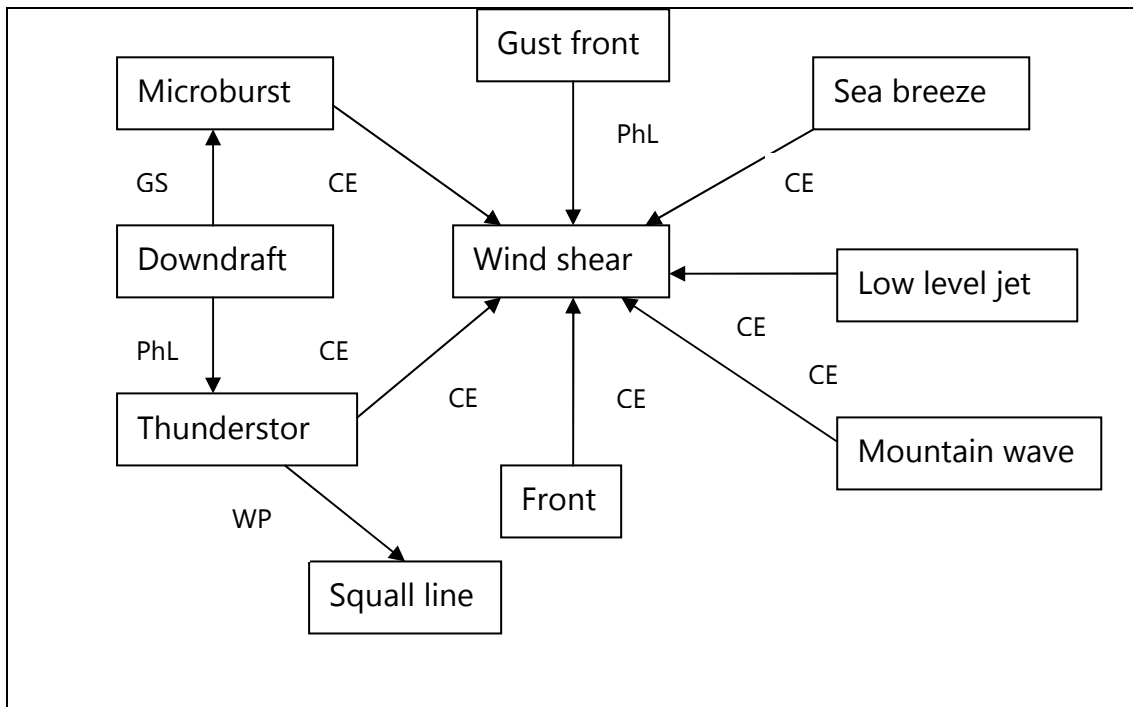 Gust front
Microburst
Sea breeze
PhL
GS
CE
CE
Downdraft
Wind shear
Low level jet
PhL
CE
CE
CE
CE
CE
Thunderstor
Mountain wave
Front
WP
Squall line